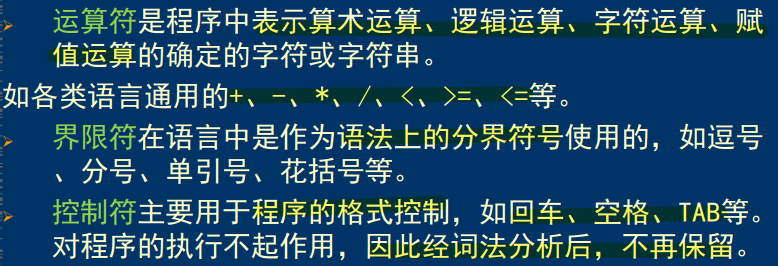 运算符是程序中表示算术运算、逻辑运算、字符运算、赋
值运算的确定的字符或字符串。
如各类语言通用的+、-、*、/、<、>=、<=等。
界限符在语言中是作为语法上的分界符号使用的，如逗号
、分号、单引号、花括号等。
控制符主要用于程序的格式控制，如回车、空格、TAB等。
对程序的执行不起作用，因此经词法分析后，不再保留。